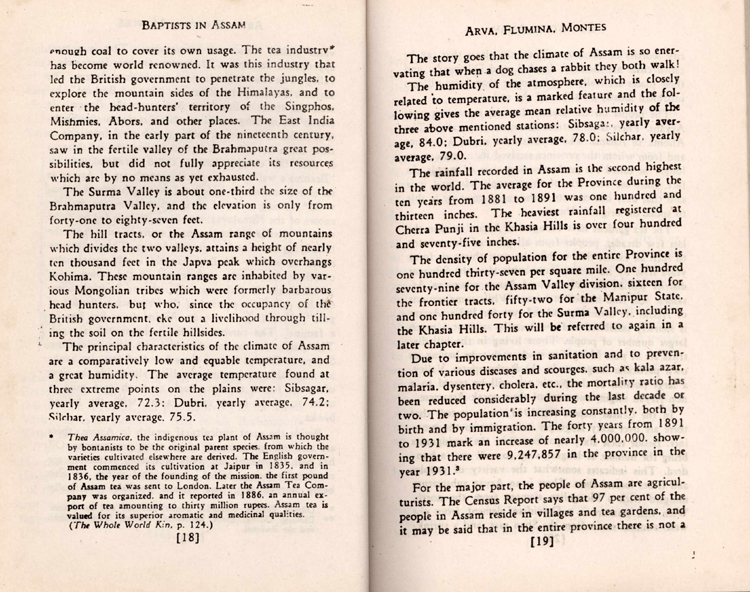 BAPTISTS IN ASSAM
enough coal to cover its own usage. The tea industry*
has become world renowned. It was this industry that
led the British government to penetrate the jungles, to
explore the mountain sides of the Himalayas, and to
enter the head-hunters' territory of the Singphos,
Mishmies, Abors, and other places. The East India
Company, in the early part of the nineteenth century,
saw in the fertile valley of the Brahmaputra great pos-
sibilities, but did not fully appreciate its resources
which are by no means as yet exhausted.
The Surma Valley is about one-third the size of the
Brahmaputra Valley, and the elevation is only from
forty-one to eighty-seven feet.
The hill tracts, or the Assam range of mountains
which divides the two valleys, attains a height of nearly
ten thousand feet in the Japva peak which overhangs
Kohima. These mountain ranges are inhabited by var-
ious Mongolian tribes which were formerly barbarous
head hunters, but who, since the occupancy of the
British government, eke out a livelihood through till-
ing the soil on the fertile hillsides.
The principal characteristics of the climate of Assam
are a comparatively low and equable temperature, and
a great humidity. The average temperature found at
three extreme points on the plains were: Sibsagar,
yearly average, 72.3; Dubri, yearly average, 74.2;
Silchar, yearly average, 75.5.
* Thea Assamica, the indigenous tea plant of Assam is thought
by bontanists to be the original parent species, from which the
varieties cultivated elsewhere are derived. The English govern-
ment commenced its cultivation at Jaipur in 1835, and in
1836, the year of the founding of the mission, the first pound
of Assam tea was sent to London. Later the Assam Tea Com-
pany was organized, and it reported in 1886, an annual ex-
port of tea amounting to thirty million rupees. Assam tea is
valued for its superior aromatic and medicinal qualities.
(The Whole World Kin, p. 124.)
[18]
ARVA, FLUMINA, MONTES
The story goes that the climate of Assam is so ener-
vating that when a dog chases a rabbit they both walk!
The humidity of the atmosphere, which is closely
related to temperature, is a marked feature and the fol-
lowing gives the average mean relative humidity of the
three above mentioned stations: Sibsagar, yearly aver-
age, 84.0; Dubri, yearly average, 78.0; Silchar, yearly
average, 79.0.
The rainfall recorded in Assam is the second highest
in the world. The average for the Province during the
ten years from 1881 to 1891 was one hundred and
thirteen inches. The heaviest rainfall registered at
Cherra Punji in the Khasia Hills is over four hundred
and seventy-five inches.
The density of population for the entire Province is
one hundred thirty-seven per square mile. One hundred
seventy-nine for the Assam Valley division, sixteen for
the frontier tracts, fifty-two for the Manipur State,
and one hundred forty for the Surma Valley, including
the Khasia Hills. This will be referred to again in a
later chapter.
Due to improvements in sanitation and to preven-
tion of various diseases and scourges, such as kala azar,
malaria, dysentery, cholera, etc., the mortality ratio has
been reduced considerably during the last decade or
two. The population is increasing constantly, both by
birth and by immigration. The forty years from 1891
to 1931 mark an increase of nearly 4,000,000, show-
ing that there were 9,247,857 in the province in the
year 1931.³
For the major part, the people of Assam are agricul-
turists. The Census Report says that 97 per cent of the
people in Assam reside in villages and tea gardens, and
it may be said that in the entire province there is not a
[19]